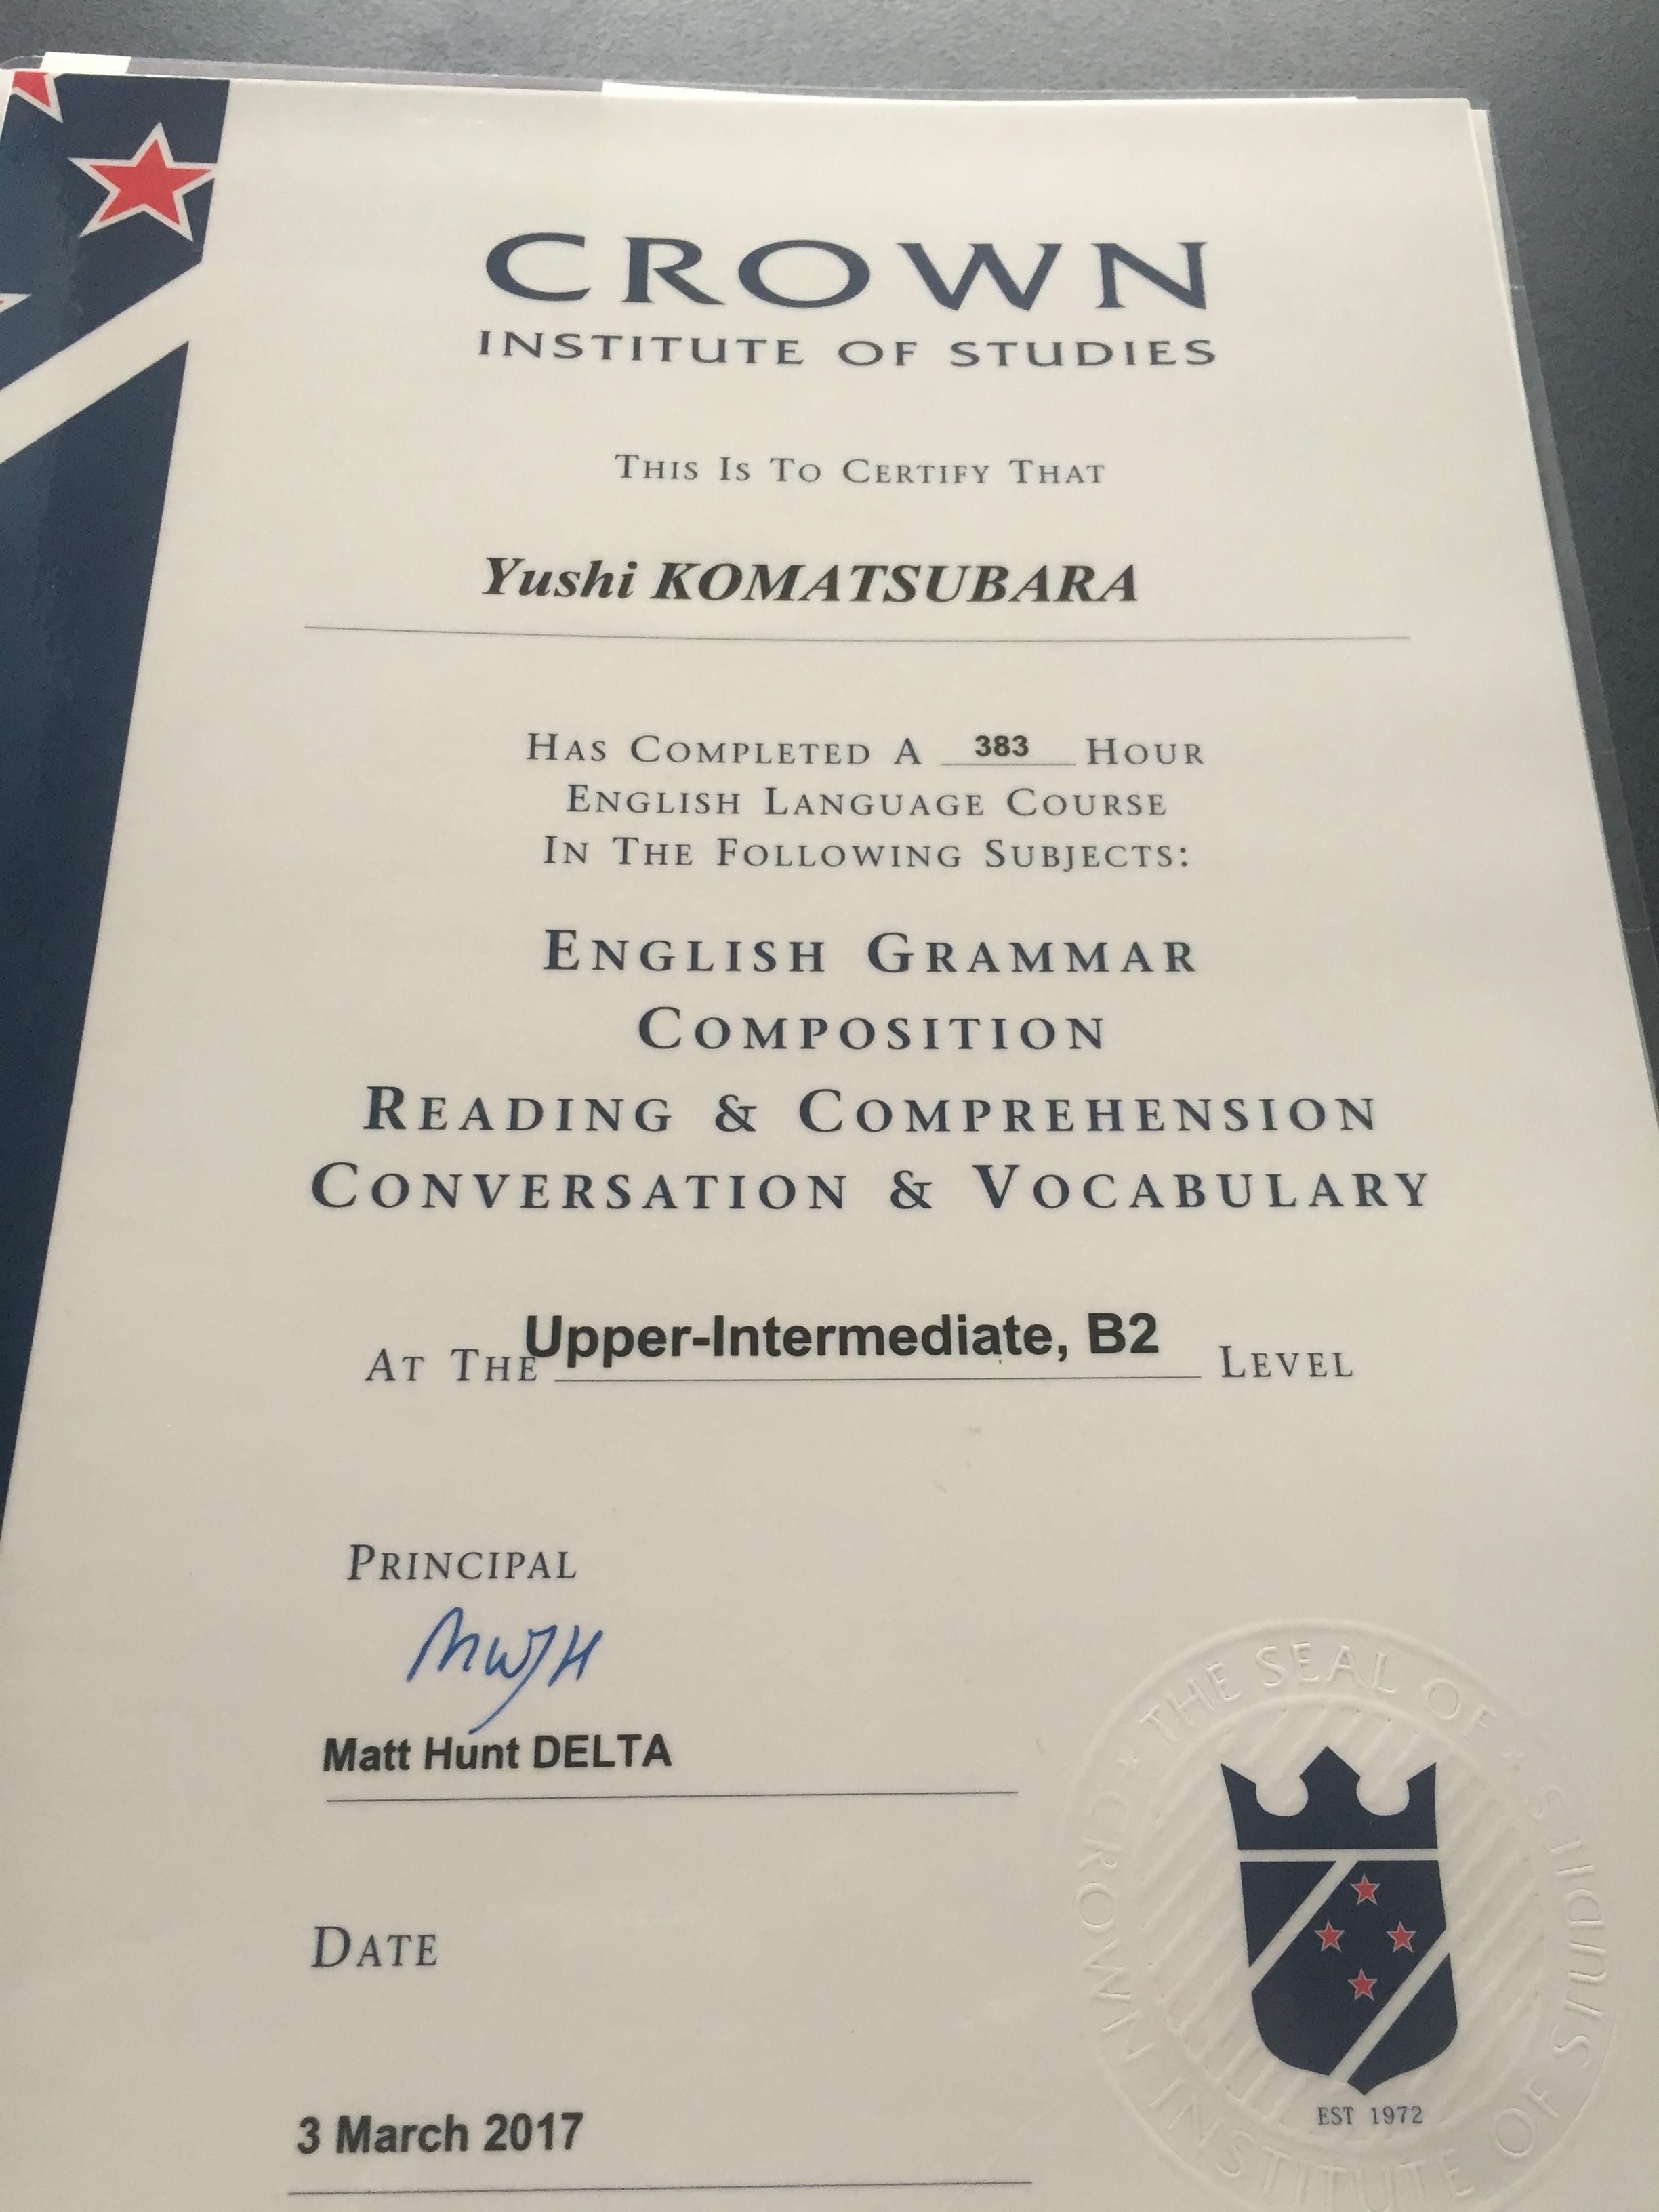 CROWN
INSTITUTE OF STUDIES
THIS IS TO CERTIFY THAT
Yushi KOMATSUBARA
HAS COMPLETED A 383 HOUR
ENGLISH LANGUAGE COURSE
IN THE FOLLOWING SUBJECTS:
ENGLISH GRAMMAR
COMPOSITION
READING & COMPREHENSION
CONVERSATION & VOCABULARY
AT THE Upper-Intermediate, B2 LEVEL
PRINCIPAL
MWJH
Matt Hunt DELTA
DATE
3 March 2017
THE SEAL OF
CROWN INSTITUTE OF STUDIES
EST 1972